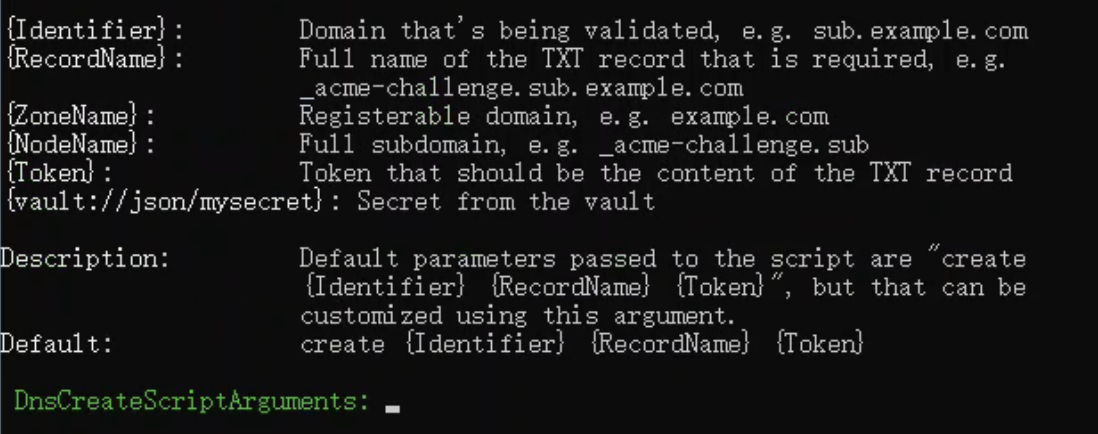 {Identifier}: Domain that's being validated, e.g. sub.example.com
{RecordName}: Full name of the TXT record that is required, e.g.
_acme-challenge.sub.example.com
{ZoneName}: Registerable domain, e.g. example.com
{NodeName}: Full subdomain, e.g. _acme-challenge.sub
{Token}: Token that should be the content of the TXT record
{vault://json/mysecret}: Secret from the vault
Description: Default parameters passed to the script are "create
{Identifier} {RecordName} {Token}", but that can be
customized using this argument.
Default: create {Identifier} {RecordName} {Token}
DnsCreateScriptArguments: